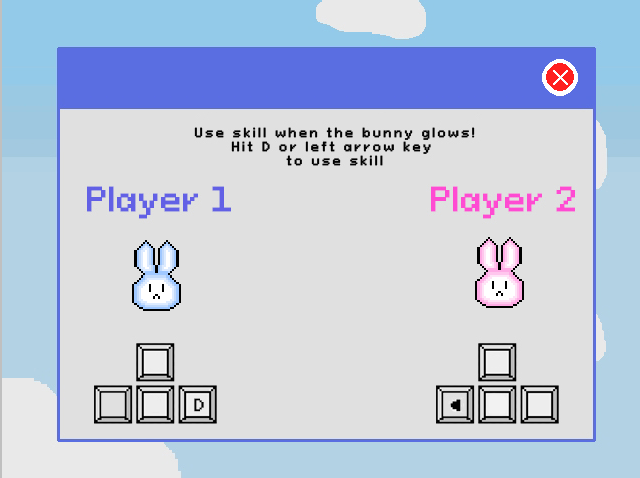 Use skill when the bunny glows!
Hit D or left arrow key
to use skill
Player 1
Player 2
D